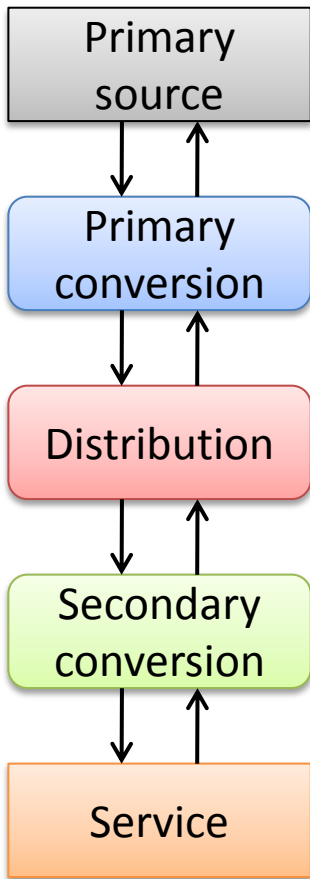 Primary
source
Primary
conversion
Distribution
Secondary
conversion
Service